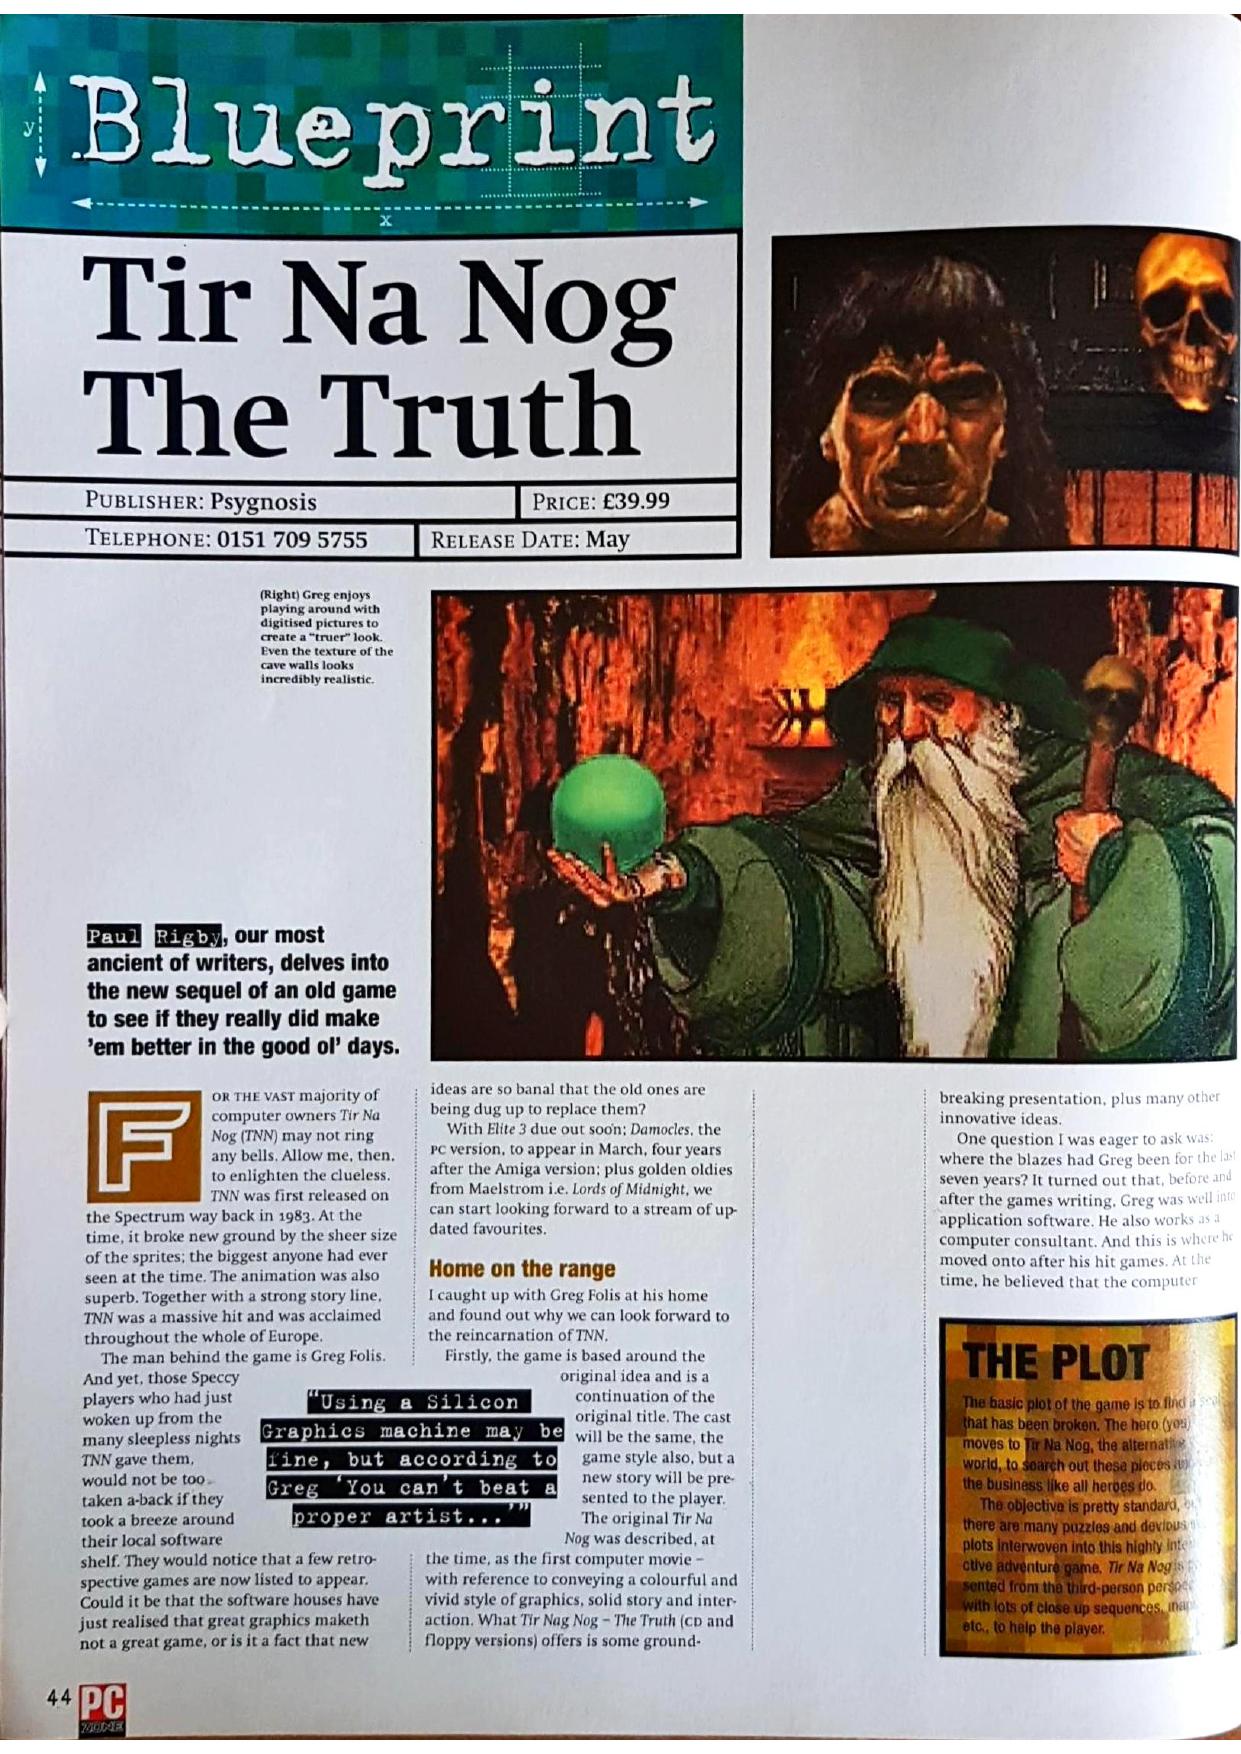 y
Blueprint
x
Tir Na Nog
The Truth
PUBLISHER: Psygnosis
PRICE: £39.99
TELEPHONE: 0151 709 5755
RELEASE DATE: May
(Right) Greg enjoys
playing around with
digitised pictures to
create a "truer" look.
Even the texture of the
cave walls looks
incredibly realistic.
Paul Rigby, our most
ancient of writers, delves into
the new sequel of an old game
to see if they really did make
'em better in the good ol' days.
FOR THE VAST majority of
computer owners Tir Na
Nog (TNN) may not ring
any bells. Allow me, then,
to enlighten the clueless.
TNN was first released on
the Spectrum way back in 1983. At the
time, it broke new ground by the sheer size
of the sprites; the biggest anyone had ever
seen at the time. The animation was also
superb. Together with a strong story line,
TNN was a massive hit and was acclaimed
throughout the whole of Europe.
The man behind the game is Greg Folis.
And yet, those Speccy
players who had just
woken up from the
many sleepless nights
TNN gave them,
would not be too
taken a-back if they
took a breeze around
their local software
shelf. They would notice that a few retro-
spective games are now listed to appear.
Could it be that the software houses have
just realised that great graphics maketh
not a great game, or is it a fact that new
"Using a Silicon
Graphics machine may be
fine, but according to
Greg 'You can't beat a
proper artist...'"
ideas are so banal that the old ones are
being dug up to replace them?
With Elite 3 due out soon; Damocles, the
PC version, to appear in March, four years
after the Amiga version; plus golden oldies
from Maelstrom i.e. Lords of Midnight, we
can start looking forward to a stream of up-
dated favourites.
Home on the range
I caught up with Greg Folis at his home
and found out why we can look forward to
the reincarnation of TNN.
Firstly, the game is based around the
original idea and is a
continuation of the
original title. The cast
will be the same, the
game style also, but a
new story will be pre-
sented to the player.
The original Tir Na
Nog was described, at
the time, as the first computer movie –
with reference to conveying a colourful and
vivid style of graphics, solid story and inter-
action. What Tir Nag Nog – The Truth (CD and
floppy versions) offers is some ground-
breaking presentation, plus many other
innovative ideas.
One question I was eager to ask was:
where the blazes had Greg been for the last
seven years? It turned out that, before and
after the games writing, Greg was well into
application software. He also works as a
computer consultant. And this is where he
moved onto after his hit games. At the
time, he believed that the computer
THE PLOT
The basic plot of the game is to find a
that has been broken. The hero (you)
moves to Tir Na Nog, the alternative
world, to search out these pieces
the business like all heroes do.
The objective is pretty standard,
there are many puzzles and devious
plots interwoven into this highly
ctive adventure game. Tir Na Nog is
sented from the third-person
with lots of close up sequences,
etc., to help the player.
44
PC
ZONE